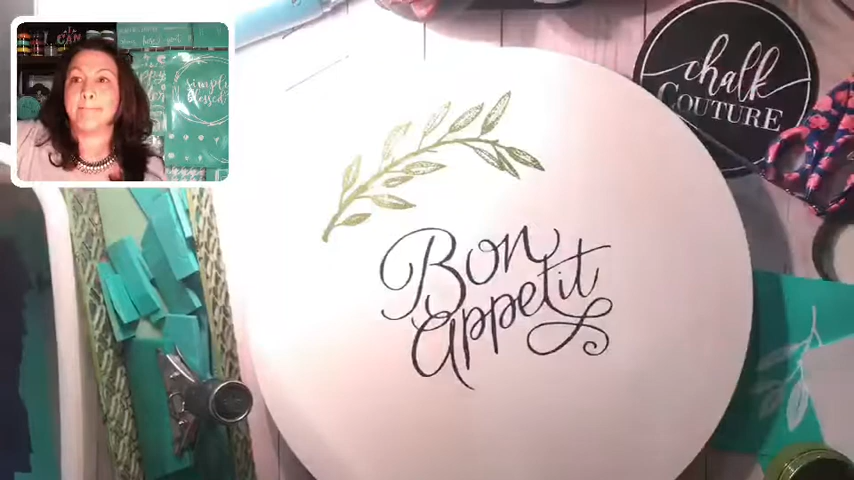 simply
blessed
chalk
COUTURE
Bon
appetit